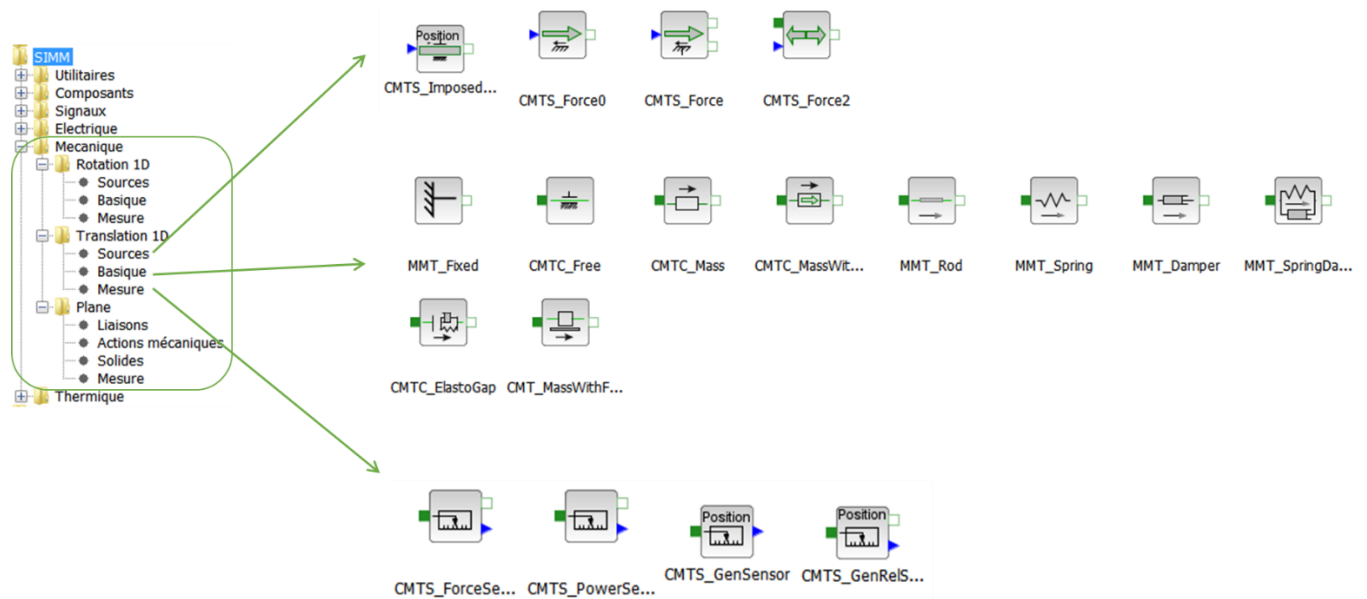 SIMM
Utilitaires
Composants
Signaux
Electrique
Mecanique
Rotation 1D
Sources
Basique
Mesure
Translation 1D
Sources
Basique
Mesure
Plane
Liaisons
Actions mécaniques
Solides
Mesure
Thermique
Position
CMTS_Imposed... CMTS_Force0 CMTS_Force CMTS_Force2
MMT_Fixed CMTC_Free CMTC_Mass CMTC_MassWit... MMT_Rod MMT_Spring MMT_Damper MMT_SpringDa...
CMTC_ElastoGap CMT_MassWithF...
Position Position
CMTS_ForceSe... CMTS_PowerSe... CMTS_GenSensor CMTS_GenRelS...